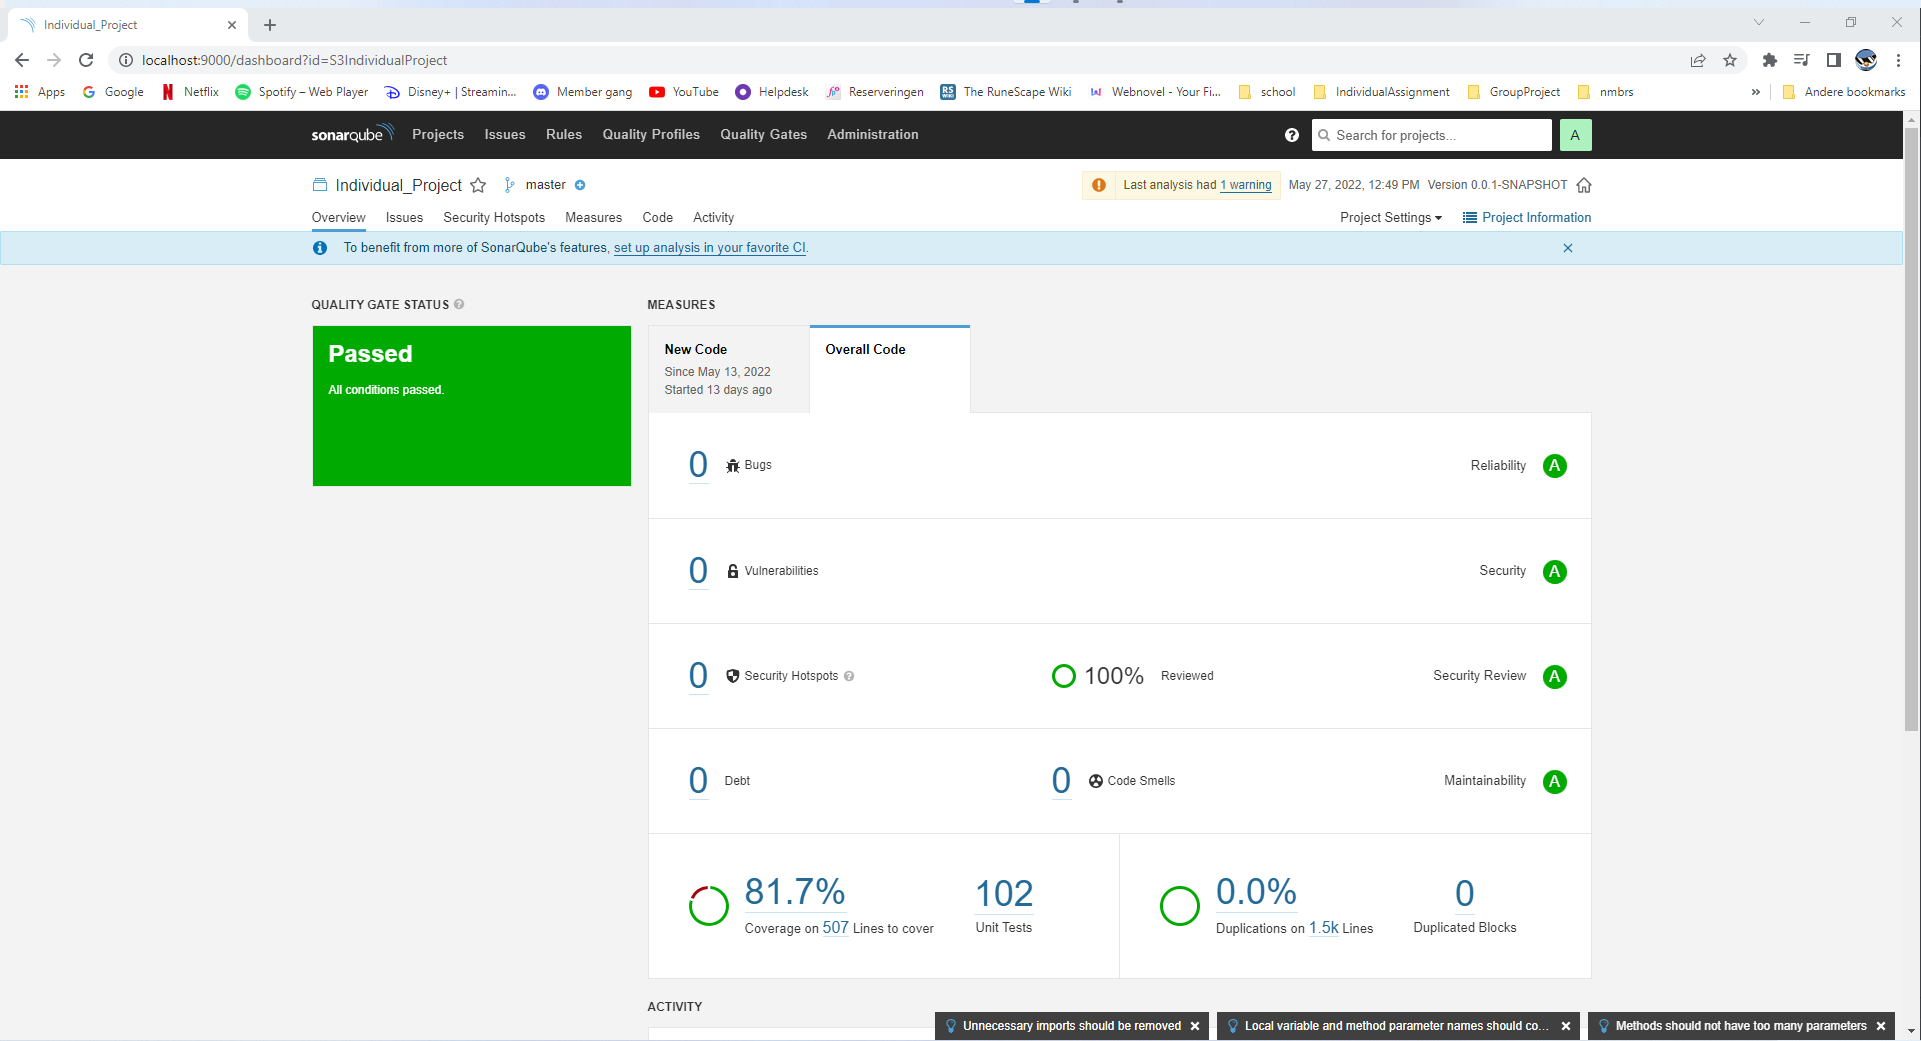 Individual_Project
localhost:9000/dashboard?id=S3IndividualProject
Apps Google Netflix Spotify – Web Player Disney+ | Streamin... Member gang YouTube Helpdesk Reserveringen The RuneScape Wiki Webnovel - Your Fi... school IndividualAssignment GroupProject nmbrs » Andere bookmarks
sonarqube Projects Issues Rules Quality Profiles Quality Gates Administration Search for projects... A
Individual_Project master Last analysis had 1 warning May 27, 2022, 12:49 PM Version 0.0.1-SNAPSHOT
Overview Issues Security Hotspots Measures Code Activity Project Settings Project Information
To benefit from more of SonarQube's features, set up analysis in your favorite CI.
QUALITY GATE STATUS
Passed
All conditions passed.
MEASURES
New Code
Since May 13, 2022
Started 13 days ago
Overall Code
0 Bugs Reliability A
0 Vulnerabilities Security A
0 Security Hotspots 100% Reviewed Security Review A
0 Debt 0 Code Smells Maintainability A
81.7%
Coverage on 507 Lines to cover
102
Unit Tests
0.0%
Duplications on 1.5k Lines
0
Duplicated Blocks
ACTIVITY
Unnecessary imports should be removed
Local variable and method parameter names should co...
Methods should not have too many parameters